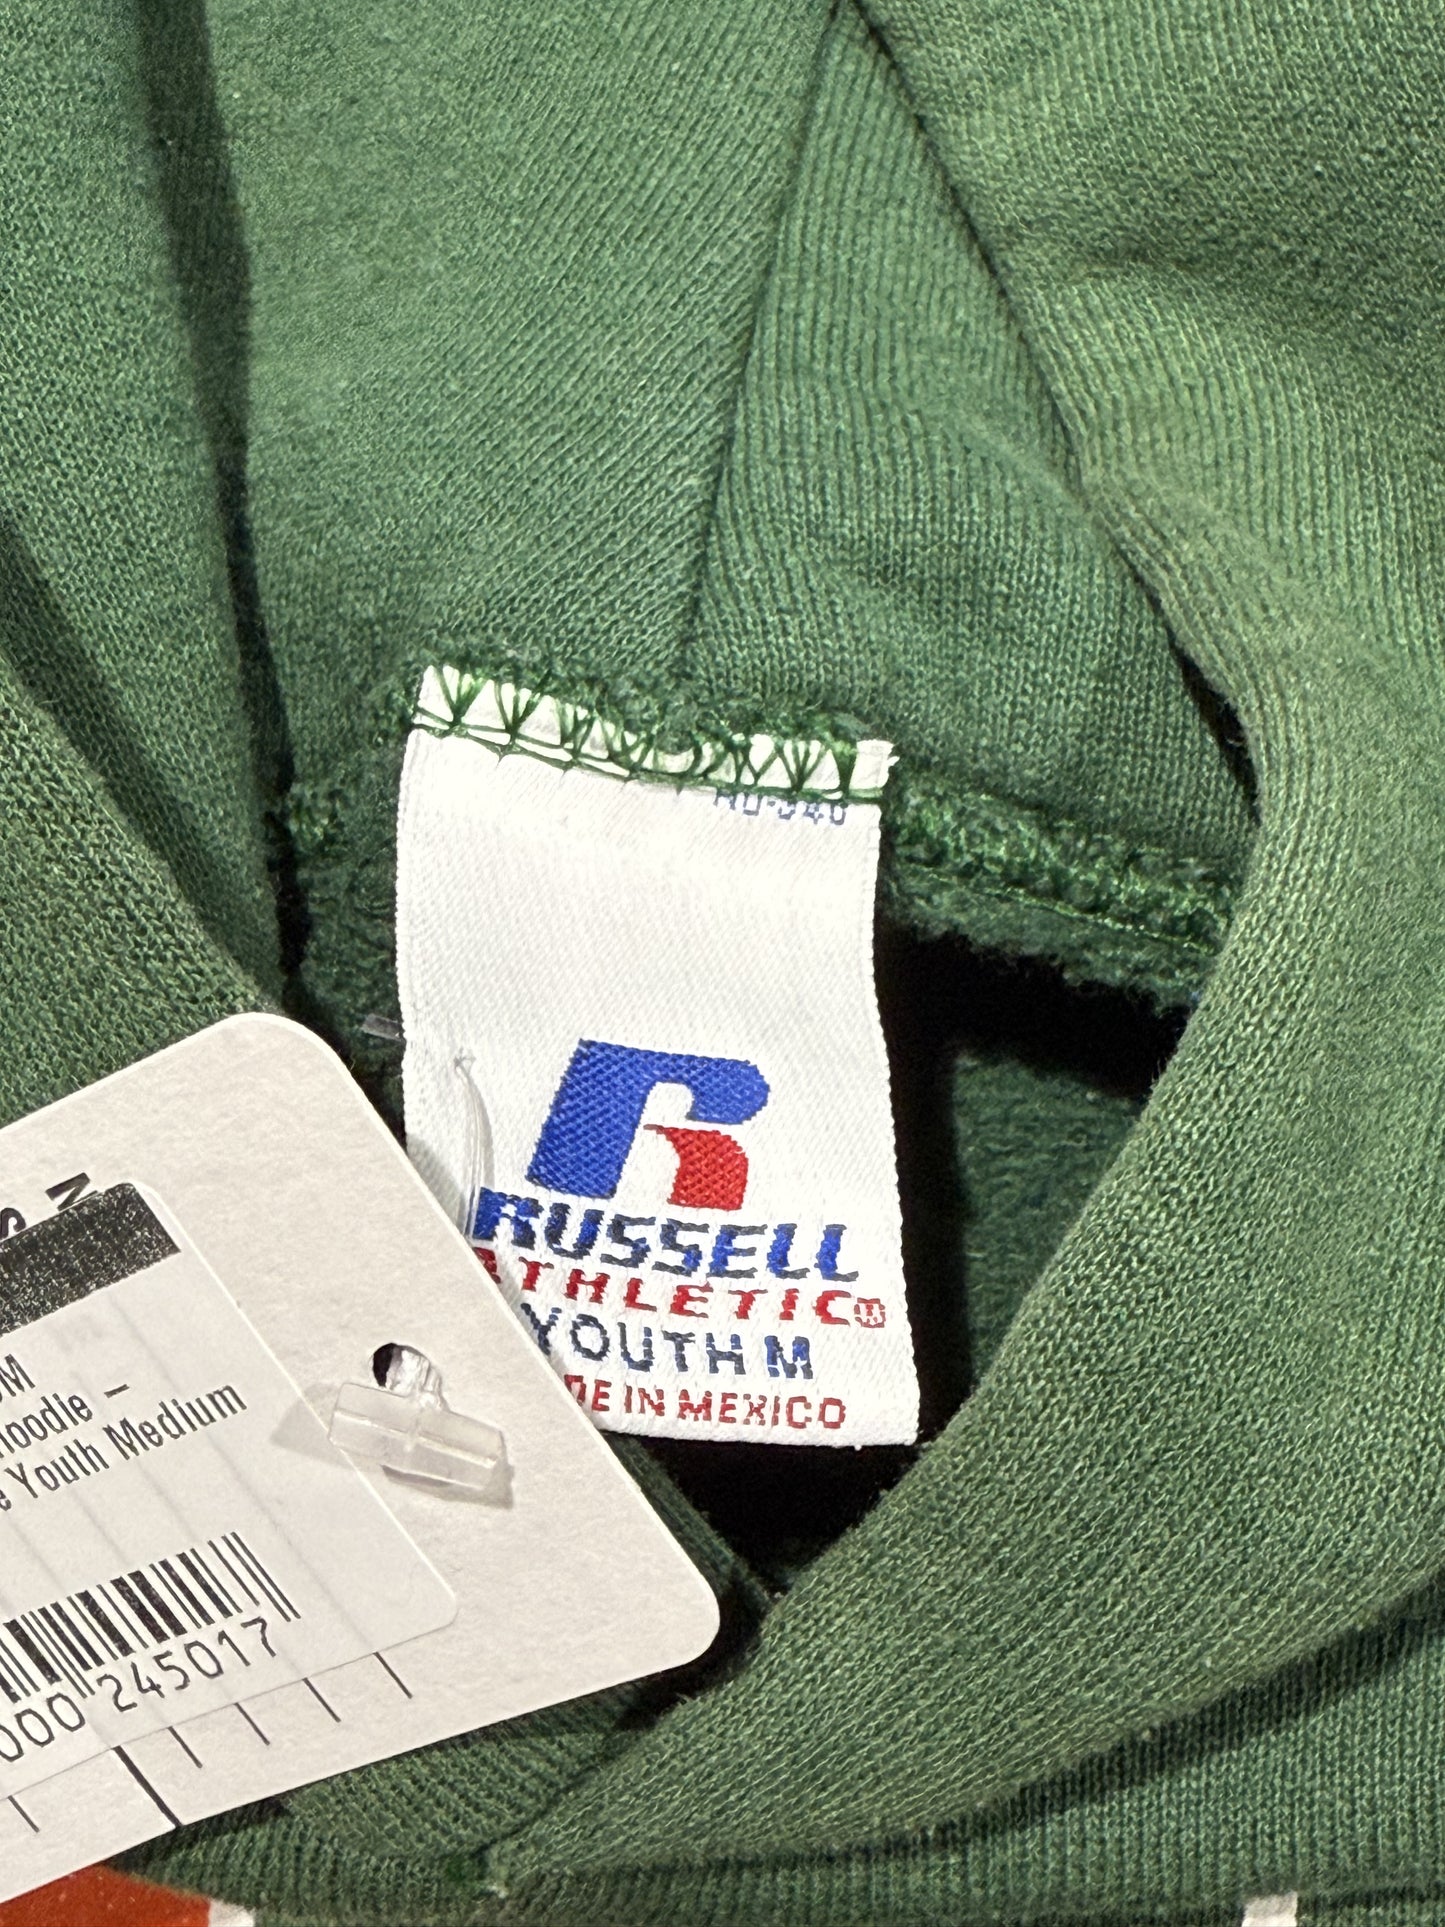 RUSSELL
ATHLETIC
YOUTH M
DE IN MEXICO
M
Hoodie –
Youth Medium
000 245017